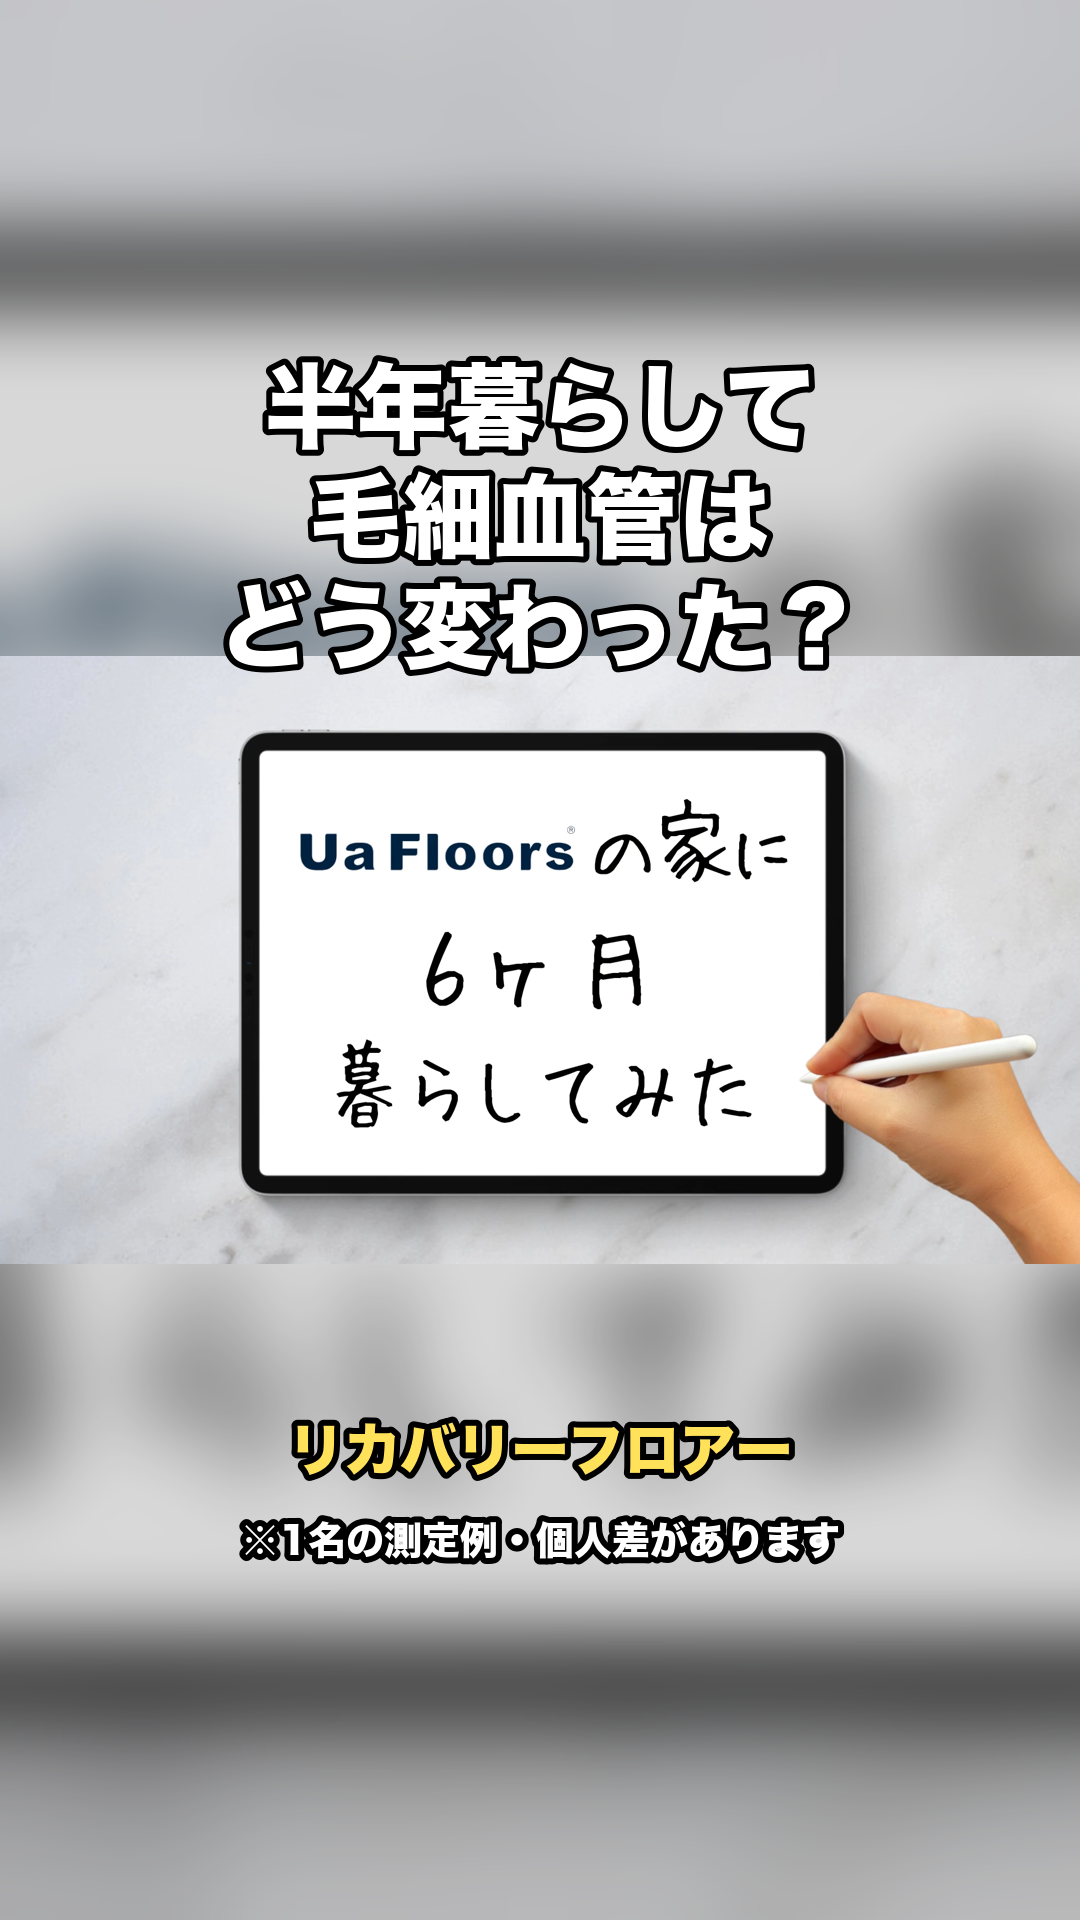 半年暮らして
毛細血管は
どう変わった？
Ua Floors®の家に
6ヶ月
暮らしてみた
リカバリーフロアー
※1名の測定例・個人差があります